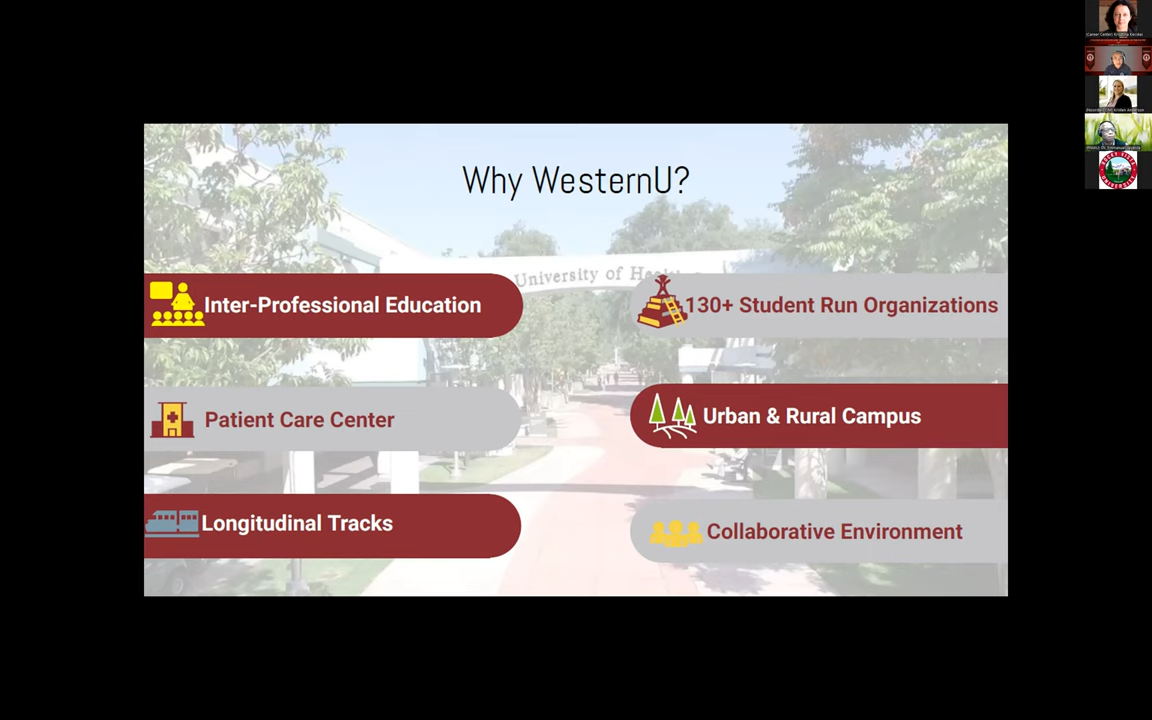 Why WesternU?
University of Heal
Inter-Professional Education
130+ Student Run Organizations
Patient Care Center
Urban & Rural Campus
Longitudinal Tracks
Collaborative Environment